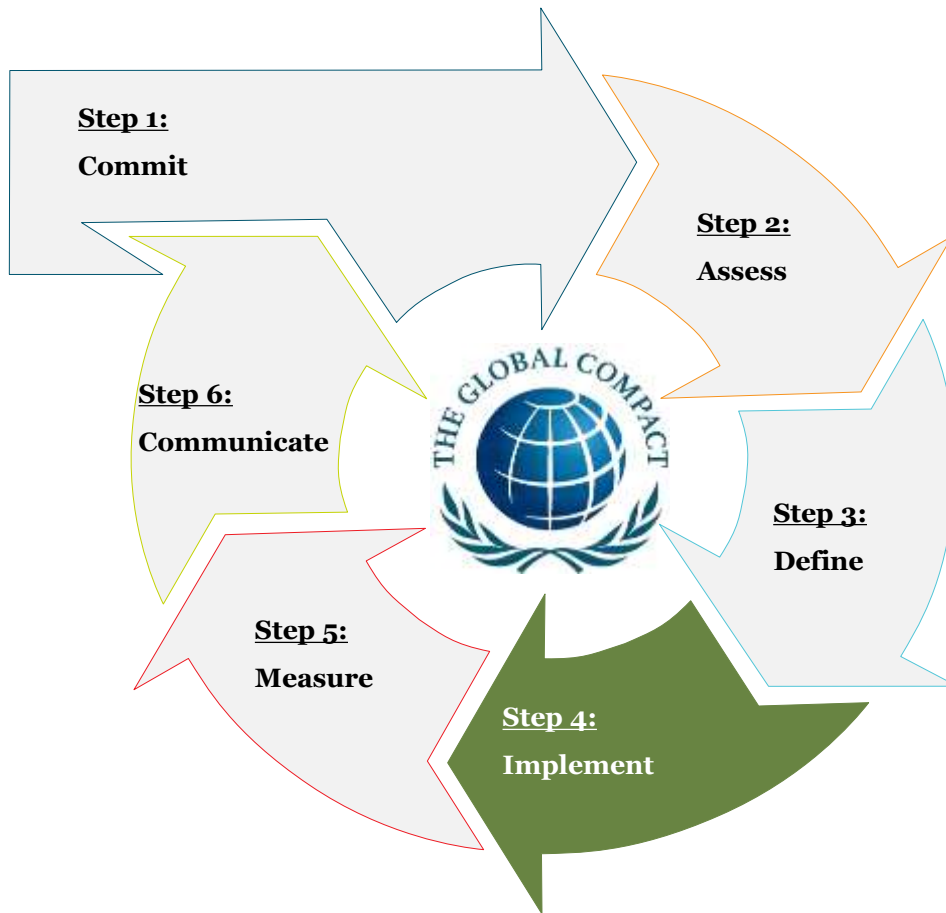 Step 1:
Commit
Step 2:
Assess
Step 3:
Define
Step 4:
Implement
Step 5:
Measure
Step 6:
Communicate
THE GLOBAL COMPACT